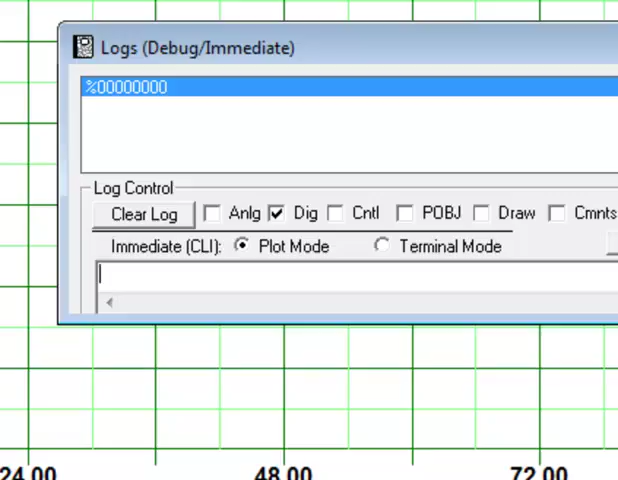 Logs (Debug/Immediate)
%00000000
Log Control
Clear Log Anlg Dig Cntl POBJ Draw Cmnts
Immediate (CLI): Plot Mode Terminal Mode
24.00 48.00 72.00